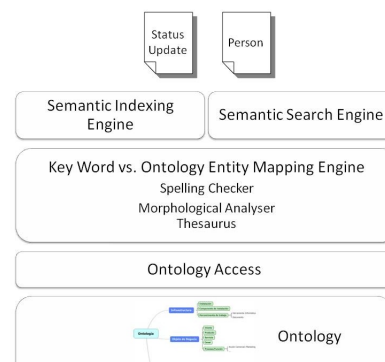 Status
Update
Person
Semantic Indexing
Engine
Semantic Search Engine
Key Word vs. Ontology Entity Mapping Engine
Spelling Checker
Morphological Analyser
Thesaurus
Ontology Access
Ontology
Ontologia